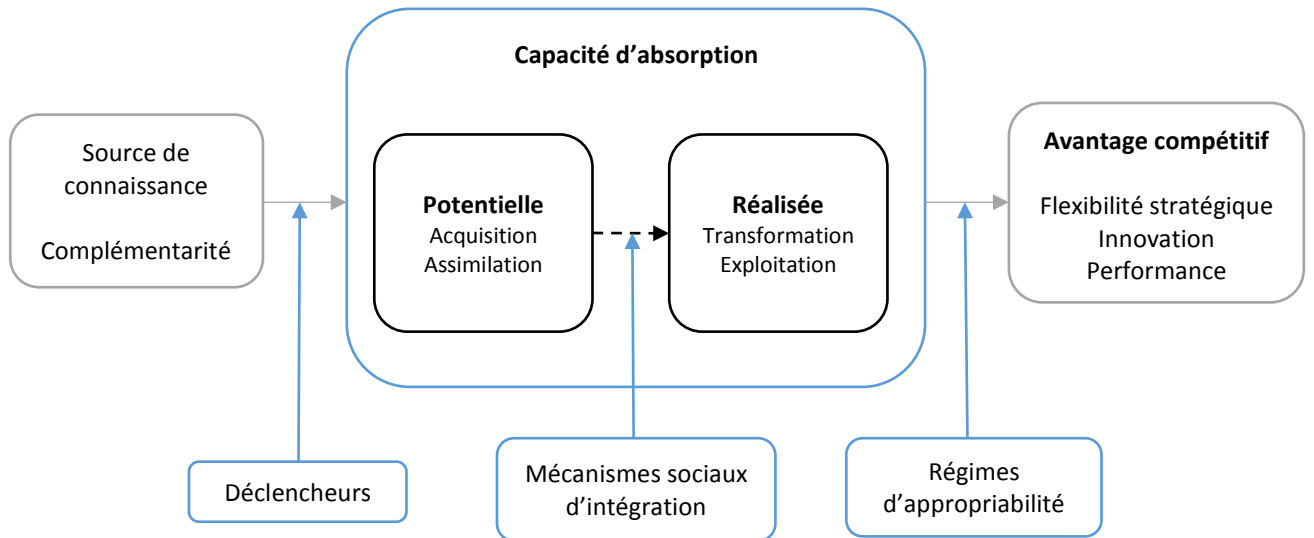 Capacité d’absorption
Source de
connaissance
Complémentarité
Potentielle
Acquisition
Assimilation
Réalisée
Transformation
Exploitation
Avantage compétitif
Flexibilité stratégique
Innovation
Performance
Déclencheurs
Mécanismes sociaux
d’intégration
Régimes
d’appropriabilité